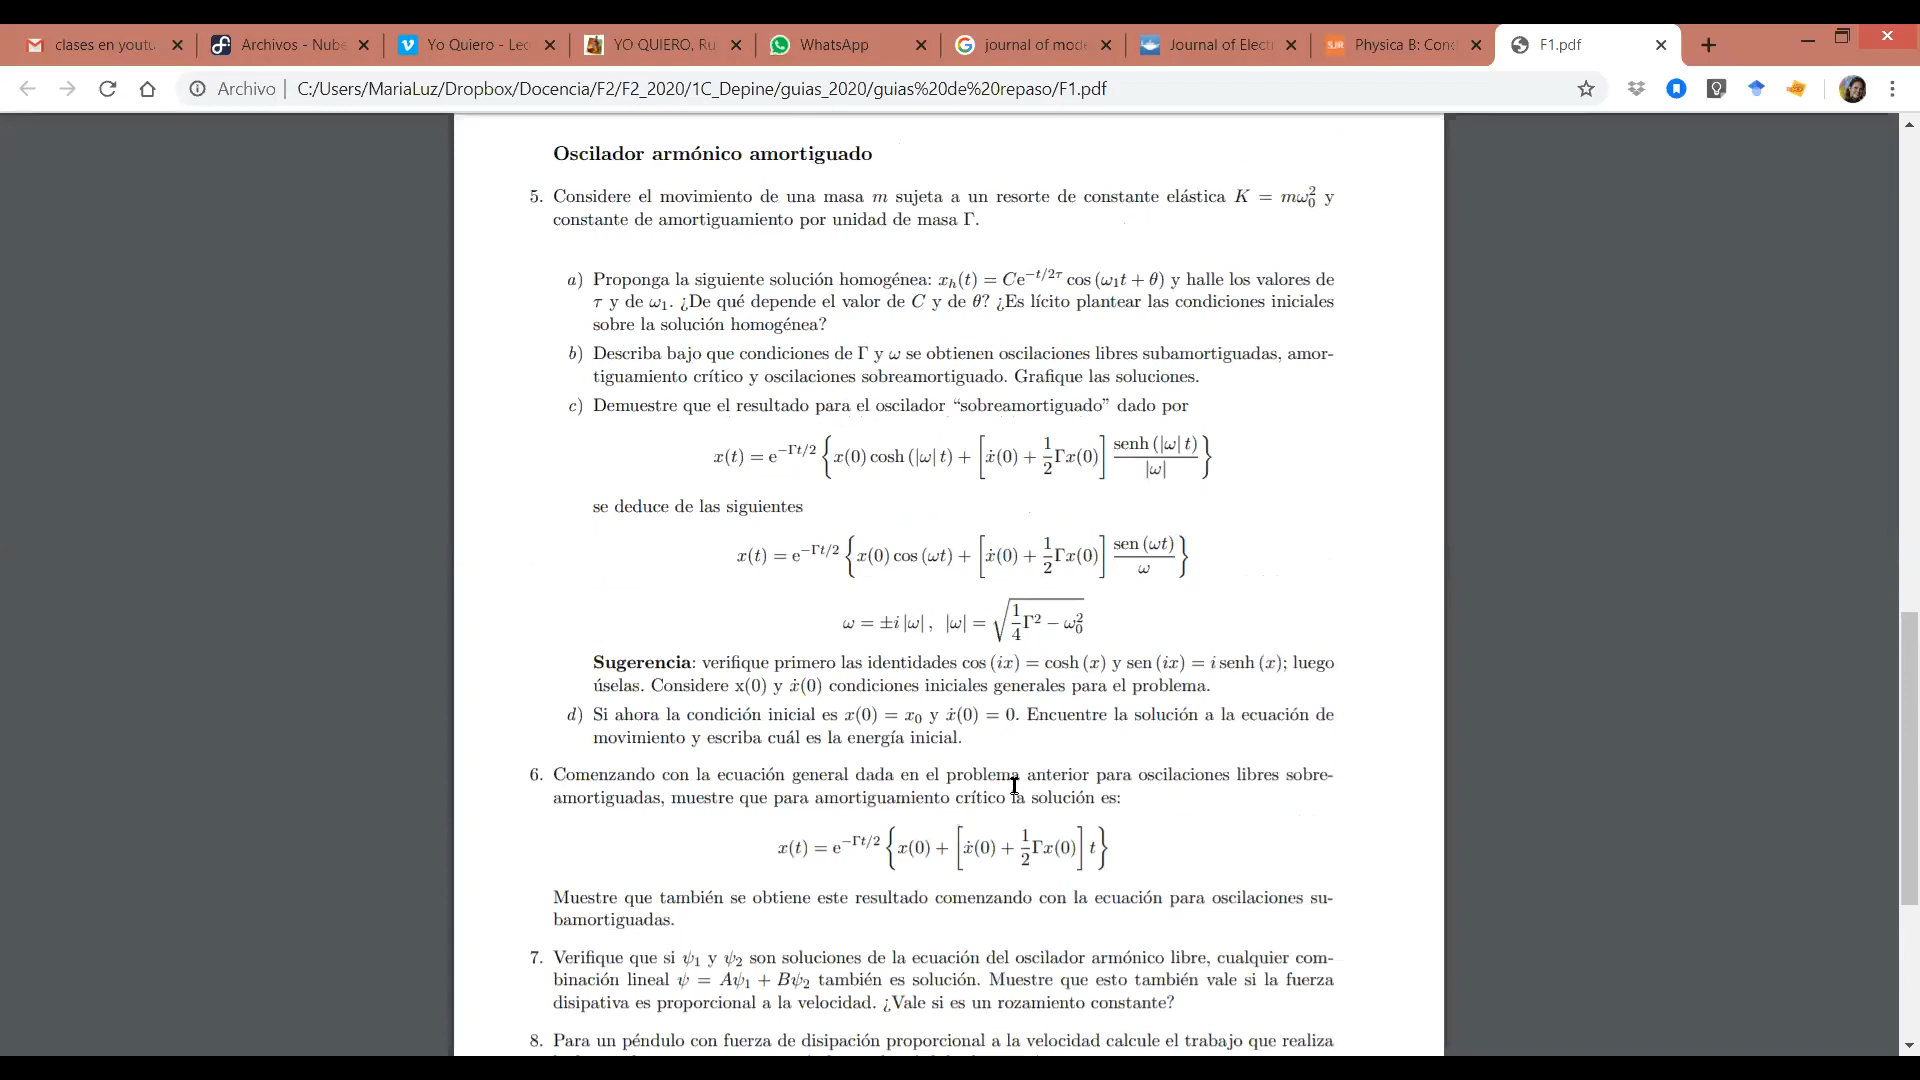 clases en youtu
Archivos - Nube
Yo Quiero - Lec
YO QUIERO, Ru
WhatsApp
journal of mode
Journal of Electr
Physica B: Cond
F1.pdf
Archivo | C:/Users/MariaLuz/Dropbox/Docencia/F2/F2_2020/1C_Depine/guias_2020/guias%20de%20repaso/F1.pdf
Oscilador armónico amortiguado
5. Considere el movimiento de una masa m sujeta a un resorte de constante elástica K = mω₀² y
constante de amortiguamiento por unidad de masa Γ.
a) Proponga la siguiente solución homogénea: xₕ(t) = Ce^{−t/2τ} cos (ω₁t + θ) y halle los valores de
τ y de ω₁. ¿De qué depende el valor de C y de θ? ¿Es lícito plantear las condiciones iniciales
sobre la solución homogénea?
b) Describa bajo que condiciones de Γ y ω se obtienen oscilaciones libres subamortiguadas, amor-
tiguamiento crítico y oscilaciones sobreamortiguado. Grafique las soluciones.
c) Demuestre que el resultado para el oscilador “sobreamortiguado” dado por
x(t) = e^{−Γt/2} {x(0) cosh (|ω| t) + [ẋ(0) + 1/2 Γx(0)] senh (|ω| t)/|ω|}
se deduce de las siguientes
x(t) = e^{−Γt/2} {x(0) cos (ωt) + [ẋ(0) + 1/2 Γx(0)] sen (ωt)/ω}
ω = ±i |ω| , |ω| = √(1/4 Γ² − ω₀²)
Sugerencia: verifique primero las identidades cos (ix) = cosh (x) y sen (ix) = i senh (x); luego
úselas. Considere x(0) y ẋ(0) condiciones iniciales generales para el problema.
d) Si ahora la condición inicial es x(0) = x₀ y ẋ(0) = 0. Encuentre la solución a la ecuación de
movimiento y escriba cuál es la energía inicial.
6. Comenzando con la ecuación general dada en el problema anterior para oscilaciones libres sobre-
amortiguadas, muestre que para amortiguamiento crítico la solución es:
x(t) = e^{−Γt/2} {x(0) + [ẋ(0) + 1/2 Γx(0)] t}
Muestre que también se obtiene este resultado comenzando con la ecuación para oscilaciones su-
bamortiguadas.
7. Verifique que si ψ₁ y ψ₂ son soluciones de la ecuación del oscilador armónico libre, cualquier com-
binación lineal ψ = Aψ₁ + Bψ₂ también es solución. Muestre que esto también vale si la fuerza
disipativa es proporcional a la velocidad. ¿Vale si es un rozamiento constante?
8. Para un péndulo con fuerza de disipación proporcional a la velocidad calcule el trabajo que realiza